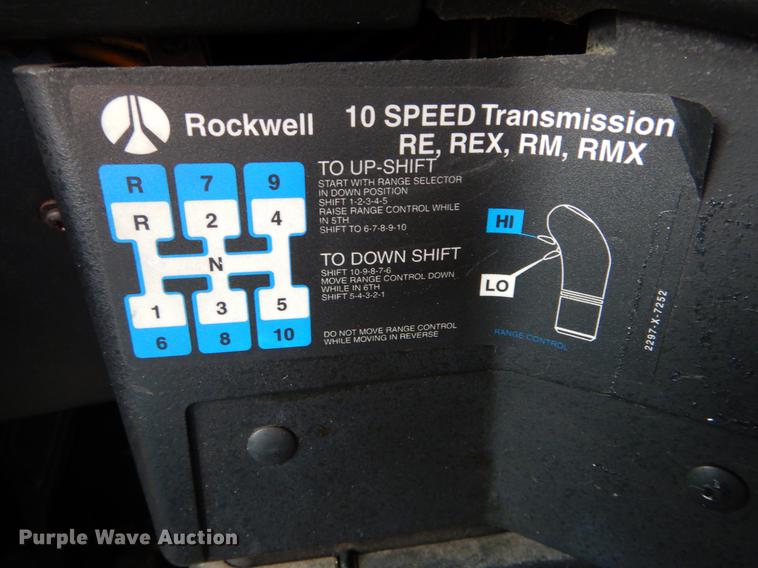 Rockwell
10 SPEED Transmission
RE, REX, RM, RMX
R 7 9
R 2 4
N
1 3 5
6 8 10
TO UP-SHIFT
START WITH RANGE SELECTOR
IN DOWN POSITION
SHIFT 1-2-3-4-5
RAISE RANGE CONTROL WHILE
IN 5TH
SHIFT TO 6-7-8-9-10
TO DOWN SHIFT
SHIFT 10-9-8-7-6
MOVE RANGE CONTROL DOWN
WHILE IN 6TH
SHIFT 5-4-3-2-1
DO NOT MOVE RANGE CONTROL
WHILE MOVING IN REVERSE
HI
LO
RANGE CONTROL
2297-X-7252
Purple Wave Auction